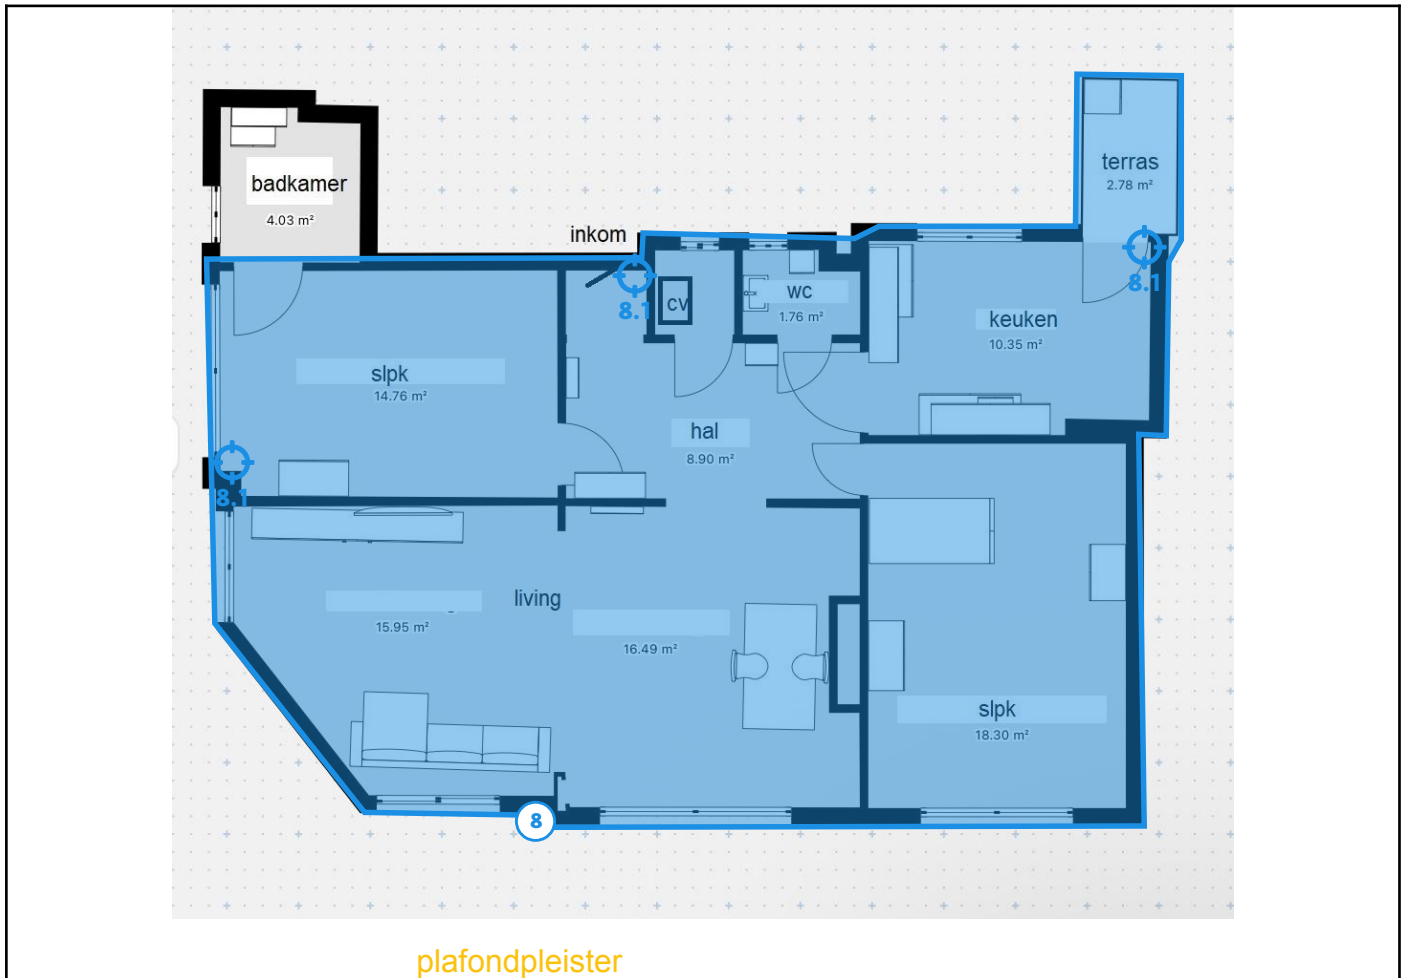 terras
2.78 m²
badkamer
4.03 m²
inkom
8.1
8.1
cv
wc
1.76 m²
keuken
10.35 m²
slpk
14.76 m²
hal
8.90 m²
8.1
living
15.95 m²
16.49 m²
slpk
18.30 m²
8
plafondpleister